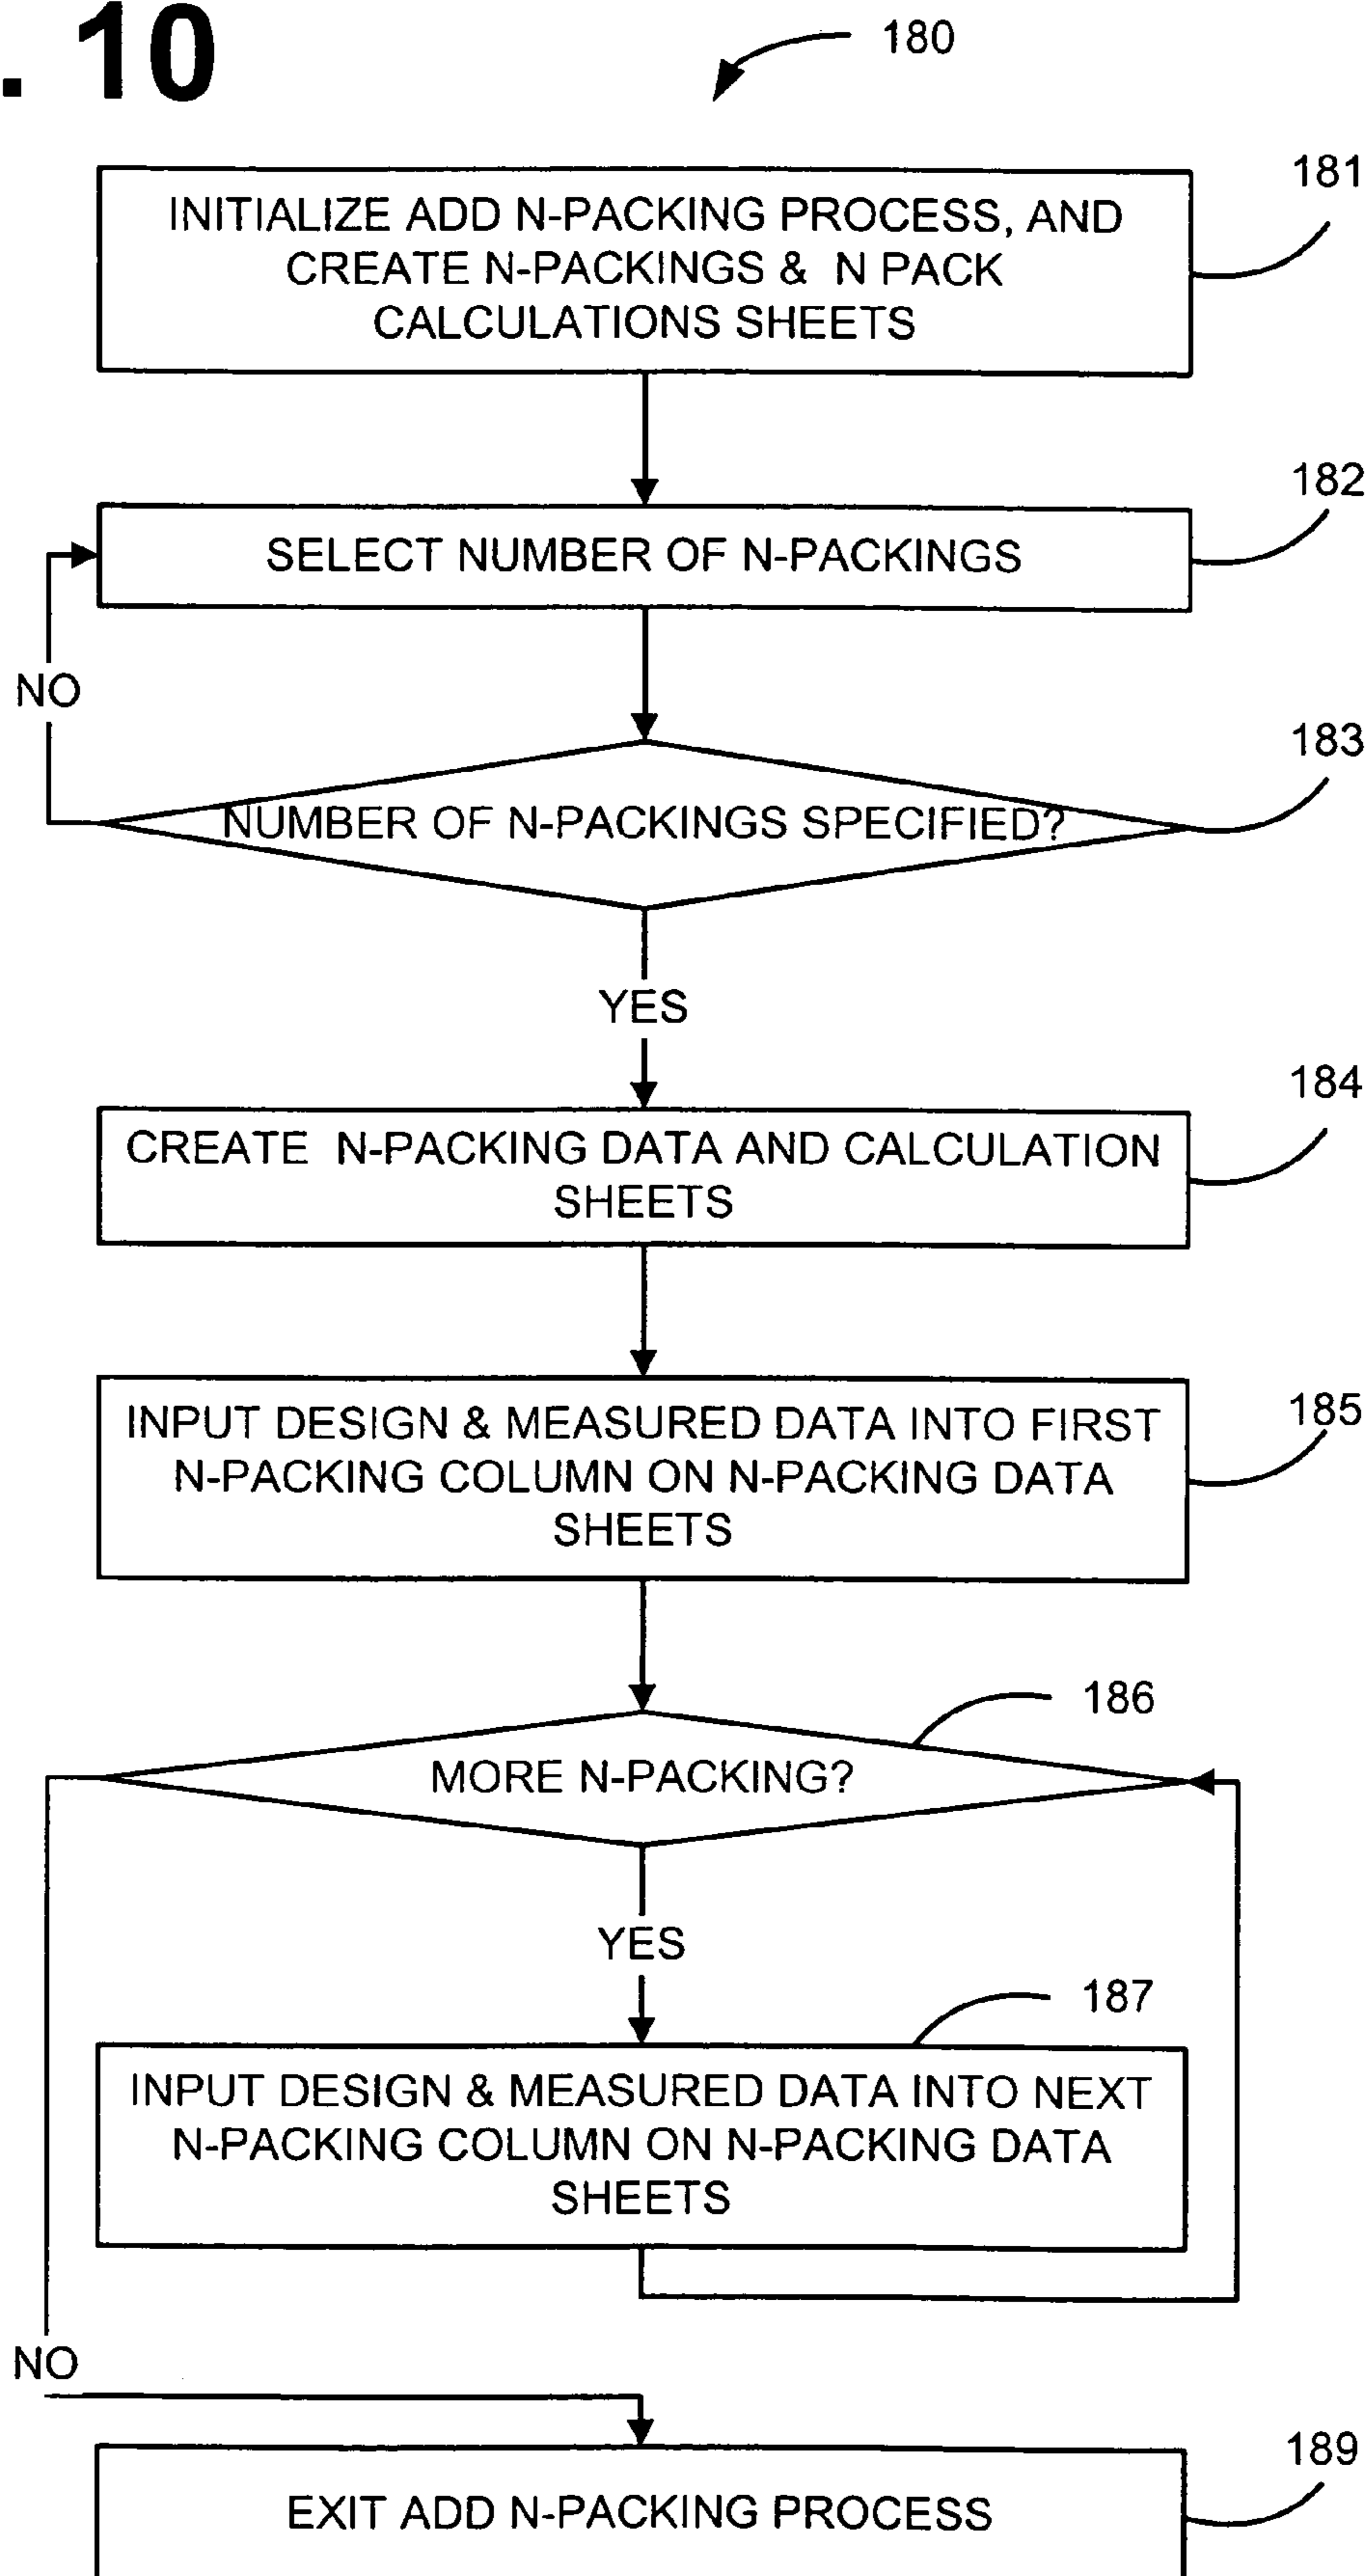 . 10
180
181
INITIALIZE ADD N-PACKING PROCESS, AND
CREATE N-PACKINGS & N PACK
CALCULATIONS SHEETS
182
SELECT NUMBER OF N-PACKINGS
NO
183
NUMBER OF N-PACKINGS SPECIFIED?
YES
184
CREATE N-PACKING DATA AND CALCULATION
SHEETS
185
INPUT DESIGN & MEASURED DATA INTO FIRST
N-PACKING COLUMN ON N-PACKING DATA
SHEETS
186
MORE N-PACKING?
YES
187
INPUT DESIGN & MEASURED DATA INTO NEXT
N-PACKING COLUMN ON N-PACKING DATA
SHEETS
NO
189
EXIT ADD N-PACKING PROCESS